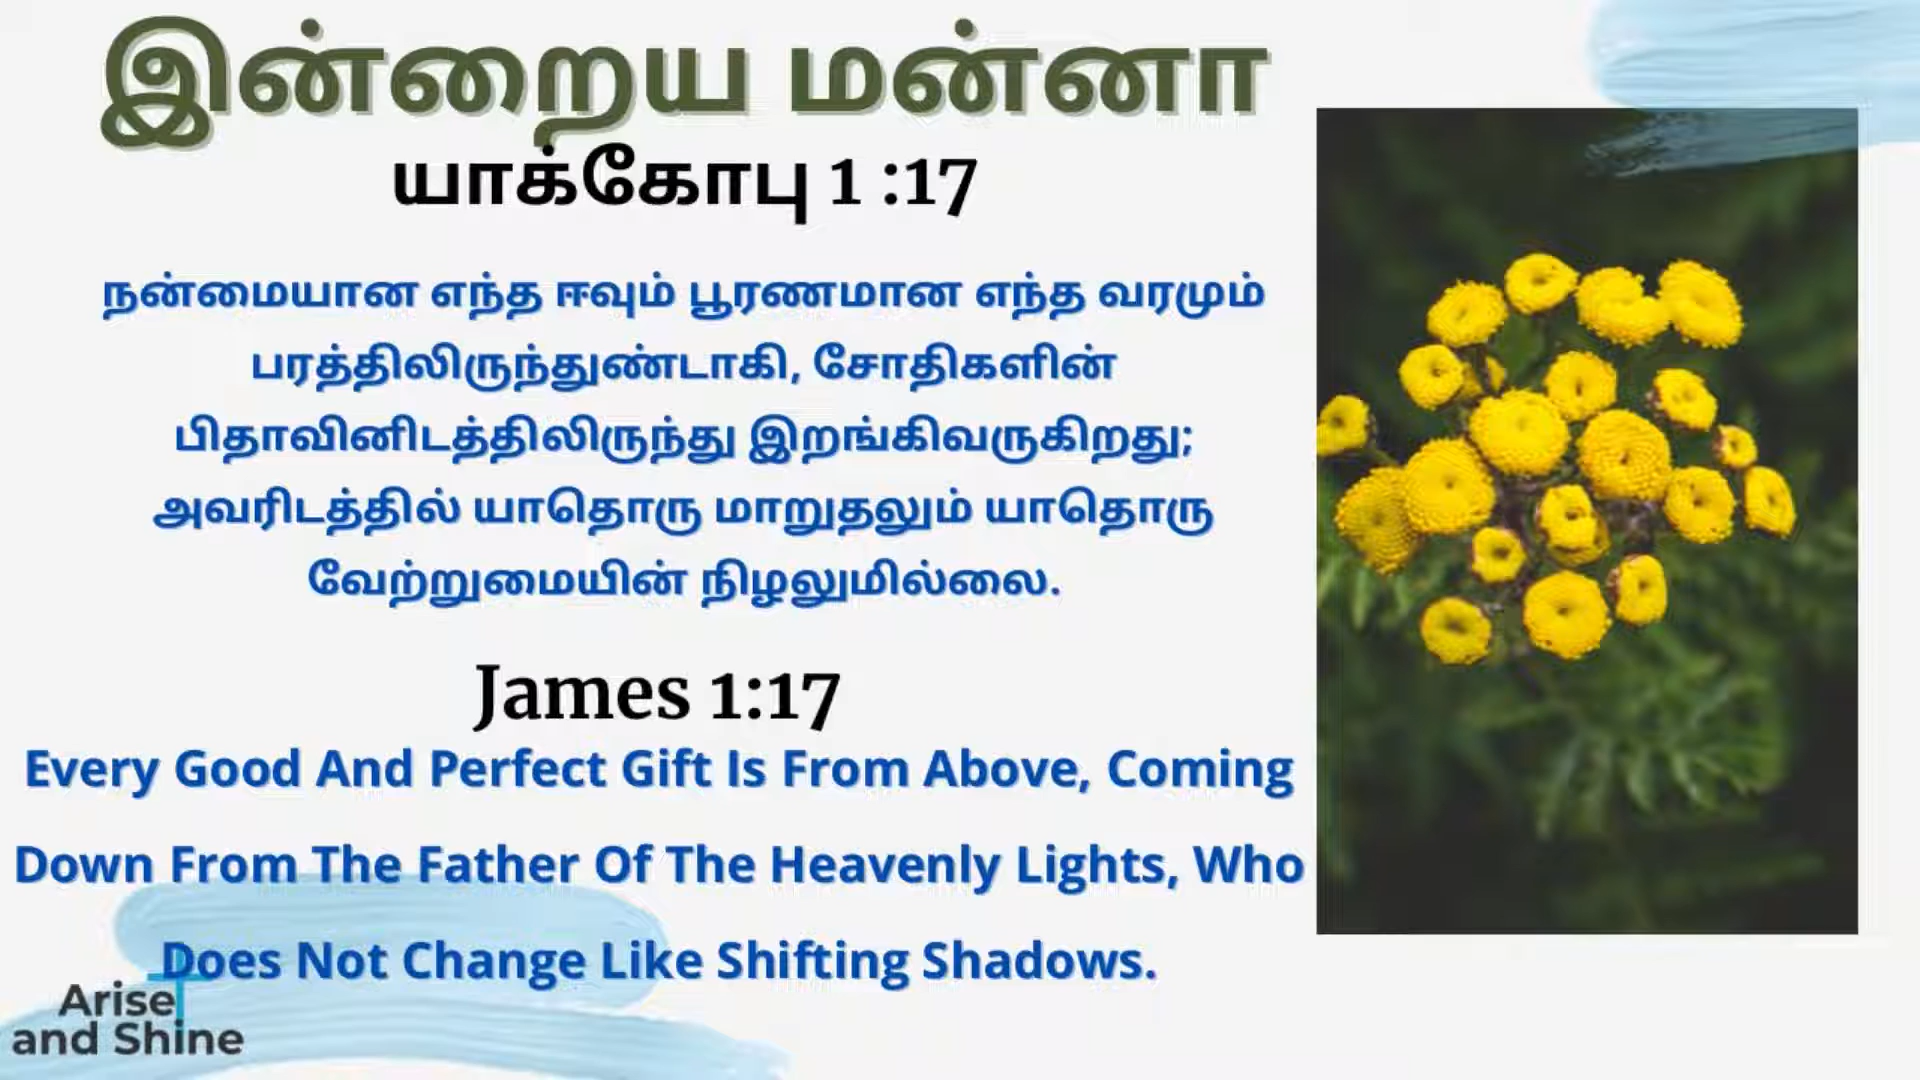 இன்றைய மன்னா
யாக்கோபு 1 :17
நன்மையான எந்த ஈவும் பூரணமான எந்த வரமும்
பரத்திலிருந்துண்டாகி, சோதிகளின்
பிதாவினிடத்திலிருந்து இறங்கிவருகிறது;
அவரிடத்தில் யாதொரு மாறுதலும் யாதொரு
வேற்றுமையின் நிழலுமில்லை.
James 1:17
Every Good And Perfect Gift Is From Above, Coming
Down From The Father Of The Heavenly Lights, Who
Does Not Change Like Shifting Shadows.
Arise
and Shine